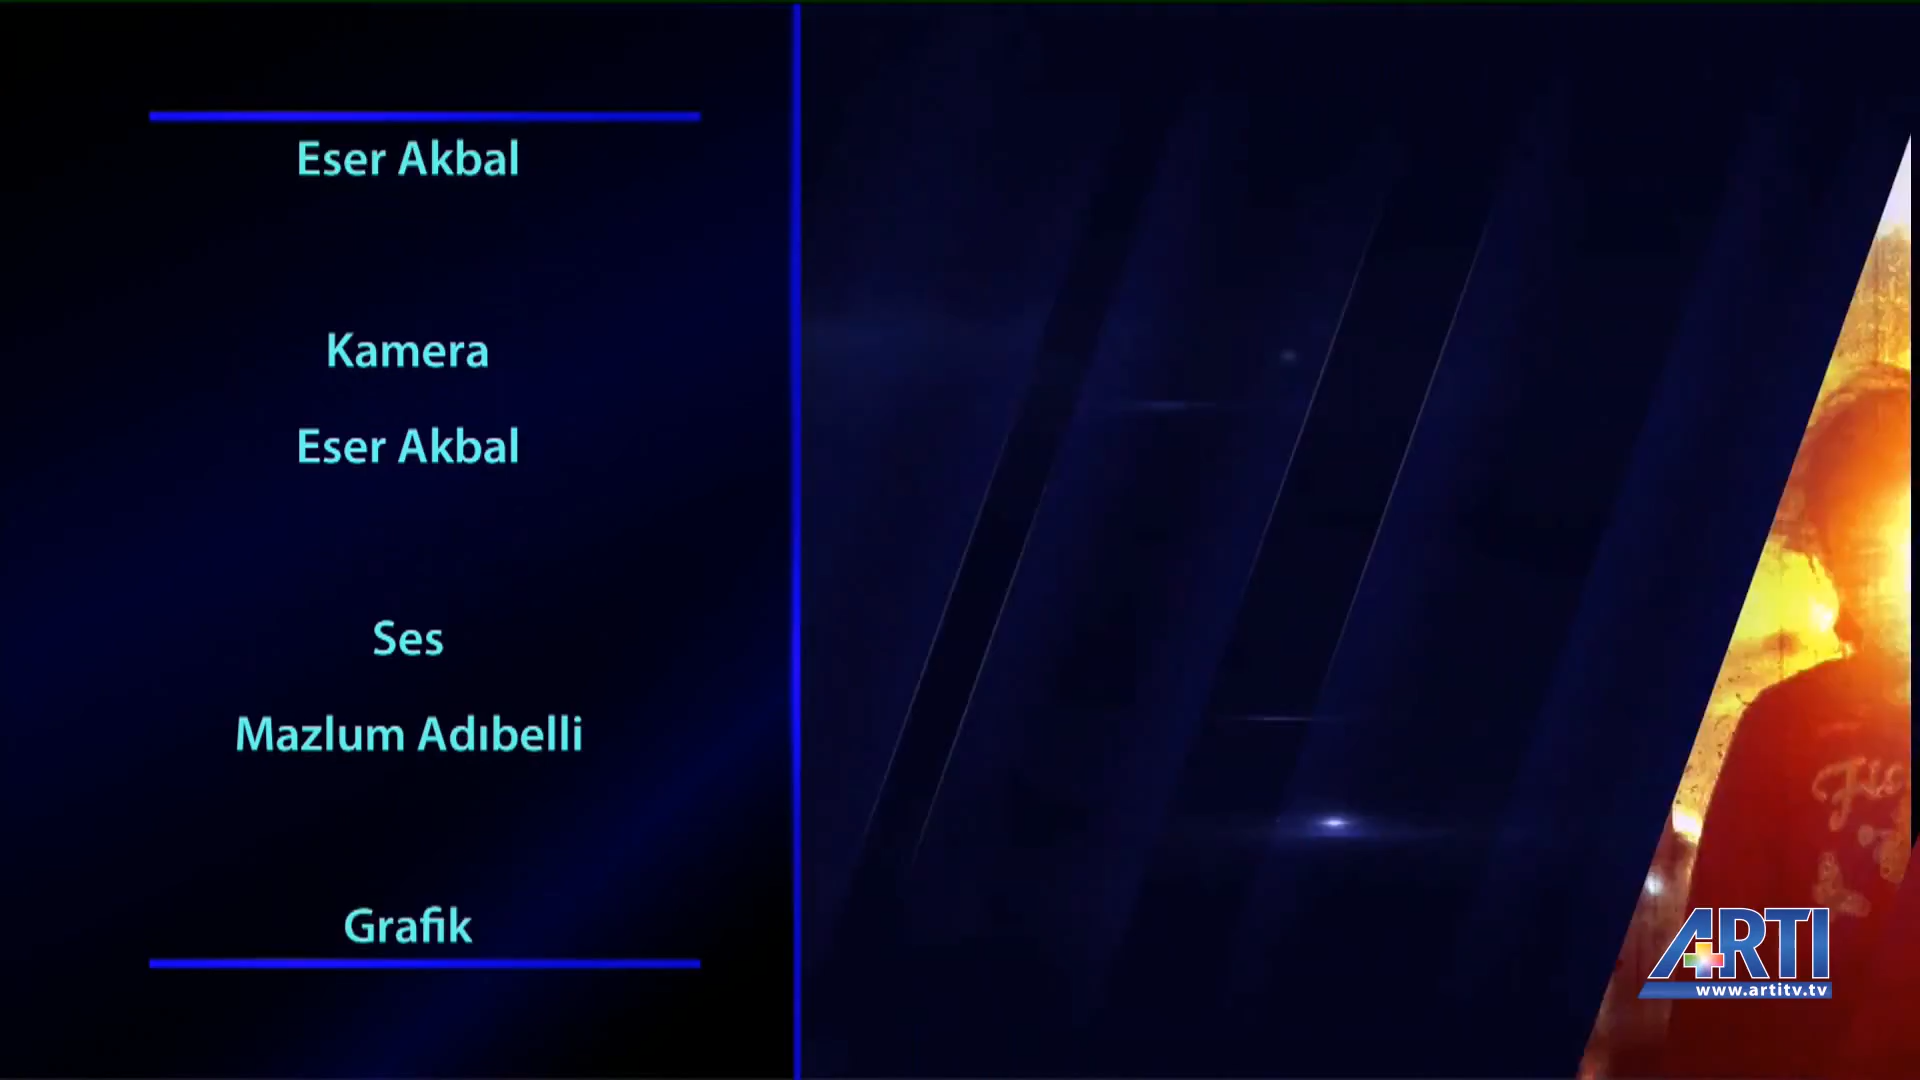 Eser Akbal
Kamera
Eser Akbal
Ses
Mazlum Adıbelli
Grafik
ARTI
www.artitv.tv